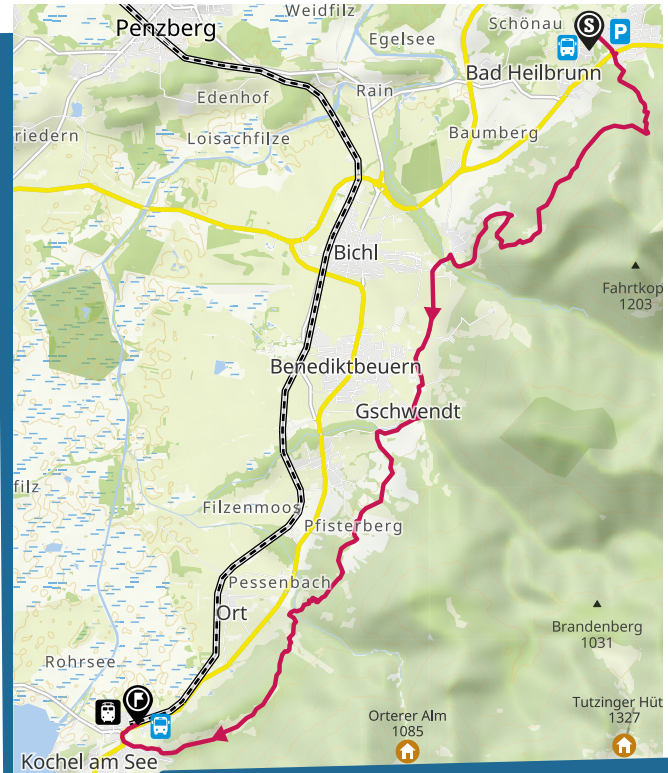 Weidfilz
Penzberg
Schönau
S
P
Egelsee
Bad Heilbrunn
Edenhof
Rain
riedern
Loisachfilze
Baumberg
Bichl
Fahrtkop
1203
Benediktbeuern
Gschwendt
filz
Filzenmoos
Pfisterberg
Pessenbach
Ort
Brandenberg
1031
Rohrsee
F
Orterer Alm
1085
Tutzinger Hüt
1327
Kochel am See